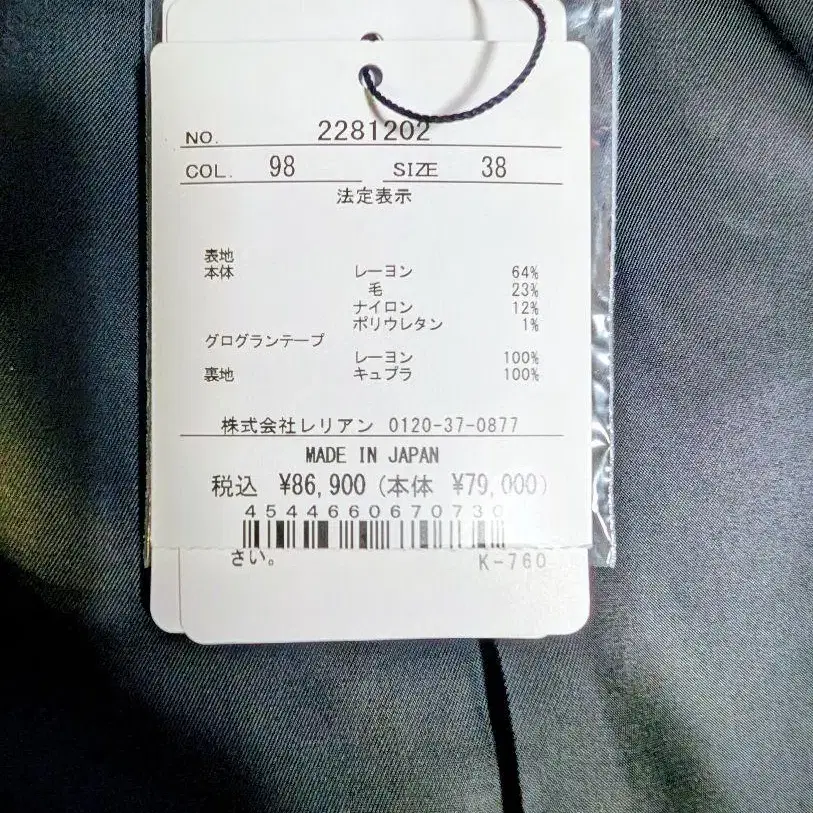 NO. 2281202
COL. 98 SIZE 38
法定表示
表地
本体 レーヨン 64%
毛 23%
ナイロン 12%
ポリウレタン 1%
グログランテープ
レーヨン 100%
裏地 キュプラ 100%
株式会社レリアン 0120-37-0877
MADE IN JAPAN
税込 ¥86,900 (本体 ¥79,000)
4544660670730
さい。 K-760